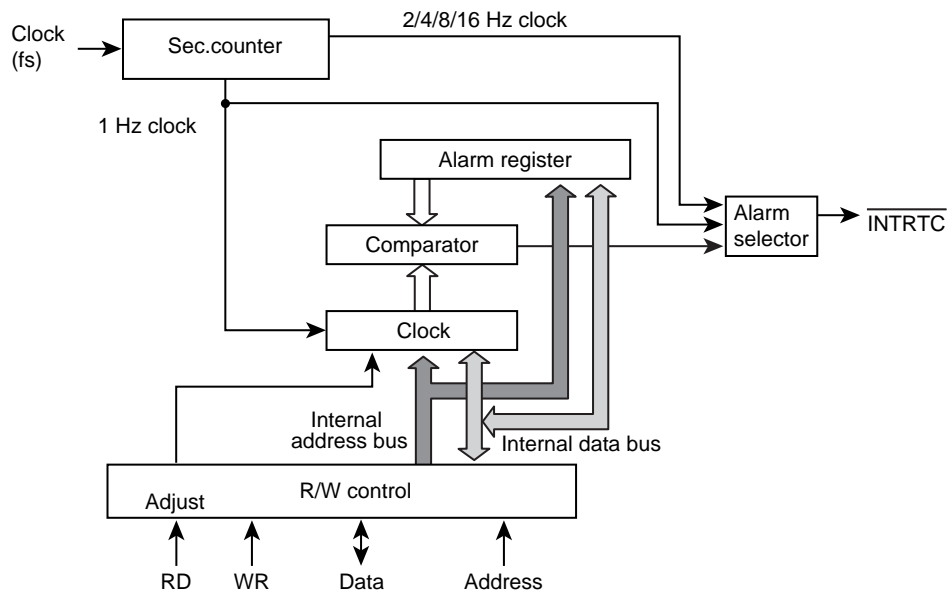 2/4/8/16 Hz clock
Clock
(fs)
Sec.counter
1 Hz clock
Alarm register
Alarm
selector
INTRTC
Comparator
Clock
Internal
address bus
Internal data bus
R/W control
Adjust
RD
WR
Data
Address